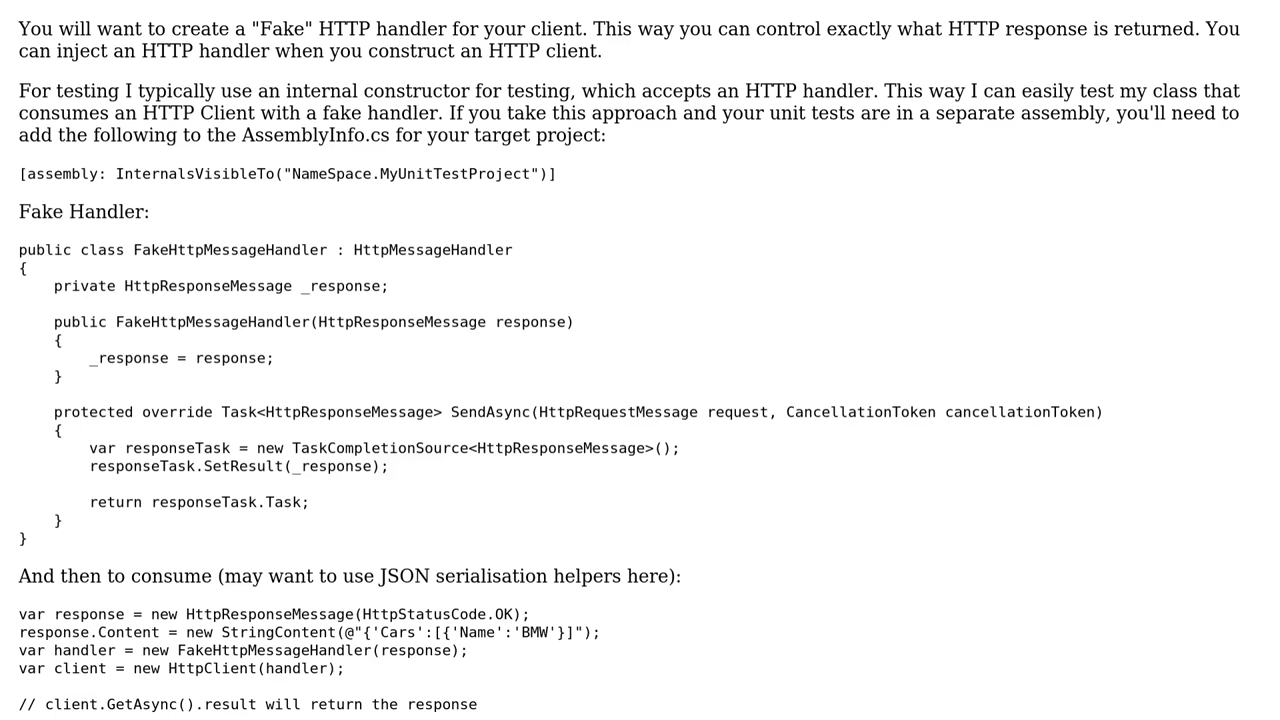 You will want to create a "Fake" HTTP handler for your client. This way you can control exactly what HTTP response is returned. You
can inject an HTTP handler when you construct an HTTP client.
For testing I typically use an internal constructor for testing, which accepts an HTTP handler. This way I can easily test my class that
consumes an HTTP Client with a fake handler. If you take this approach and your unit tests are in a separate assembly, you'll need to
add the following to the AssemblyInfo.cs for your target project:
[assembly: InternalsVisibleTo("NameSpace.MyUnitTestProject")]
Fake Handler:
public class FakeHttpMessageHandler : HttpMessageHandler
{
    private HttpResponseMessage _response;
    public FakeHttpMessageHandler(HttpResponseMessage response)
    {
        _response = response;
    }
    protected override Task<HttpResponseMessage> SendAsync(HttpRequestMessage request, CancellationToken cancellationToken)
    {
        var responseTask = new TaskCompletionSource<HttpResponseMessage>();
        responseTask.SetResult(_response);
        return responseTask.Task;
    }
}
And then to consume (may want to use JSON serialisation helpers here):
var response = new HttpResponseMessage(HttpStatusCode.OK);
response.Content = new StringContent(@"{'Cars':[{'Name':'BMW'}]");
var handler = new FakeHttpMessageHandler(response);
var client = new HttpClient(handler);
// client.GetAsync().result will return the response